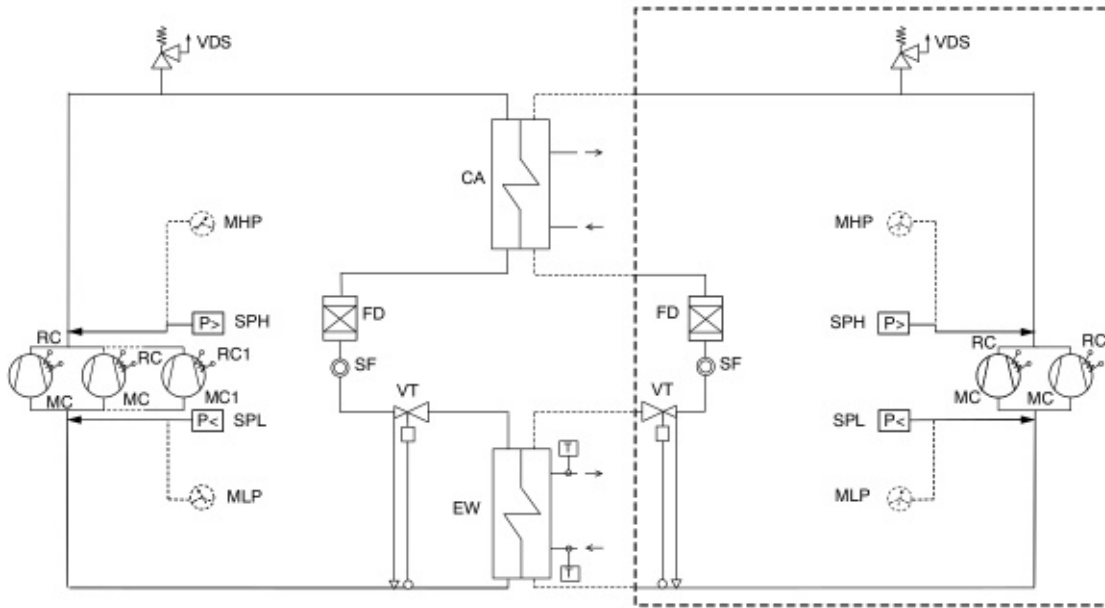 VDS
VDS
CA
MHP
MHP
FD
FD
P> SPH
SPH P>
RC
RC
RC1
RC
RC
SF
SF
VT
VT
MC
MC
MC1
MC
MC
P< SPL
SPL P<
T
EW
MLP
MLP
T